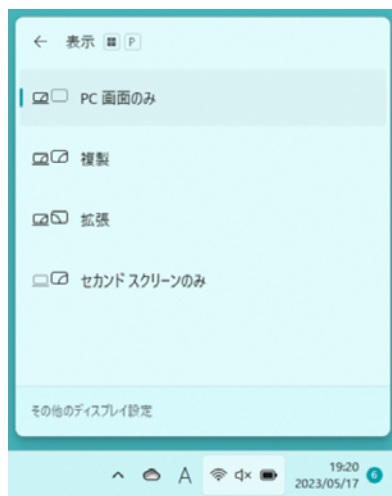 ← 表示 P
PC 画面のみ
複製
拡張
セカンド スクリーンのみ
その他のディスプレイ設定
A
19:20
2023/05/17
6